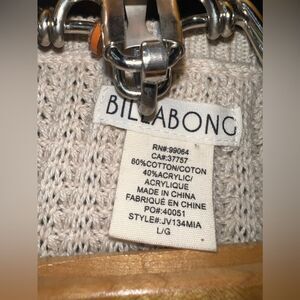 BILLABONG
RN#:99064
CA#:37757
60%COTTON/COTON
40%ACRYLIC/
ACRYLIQUE
MADE IN CHINA
FABRIQUÉ EN CHINE
PO#:40051
STYLE#:JV134MIA
L/G